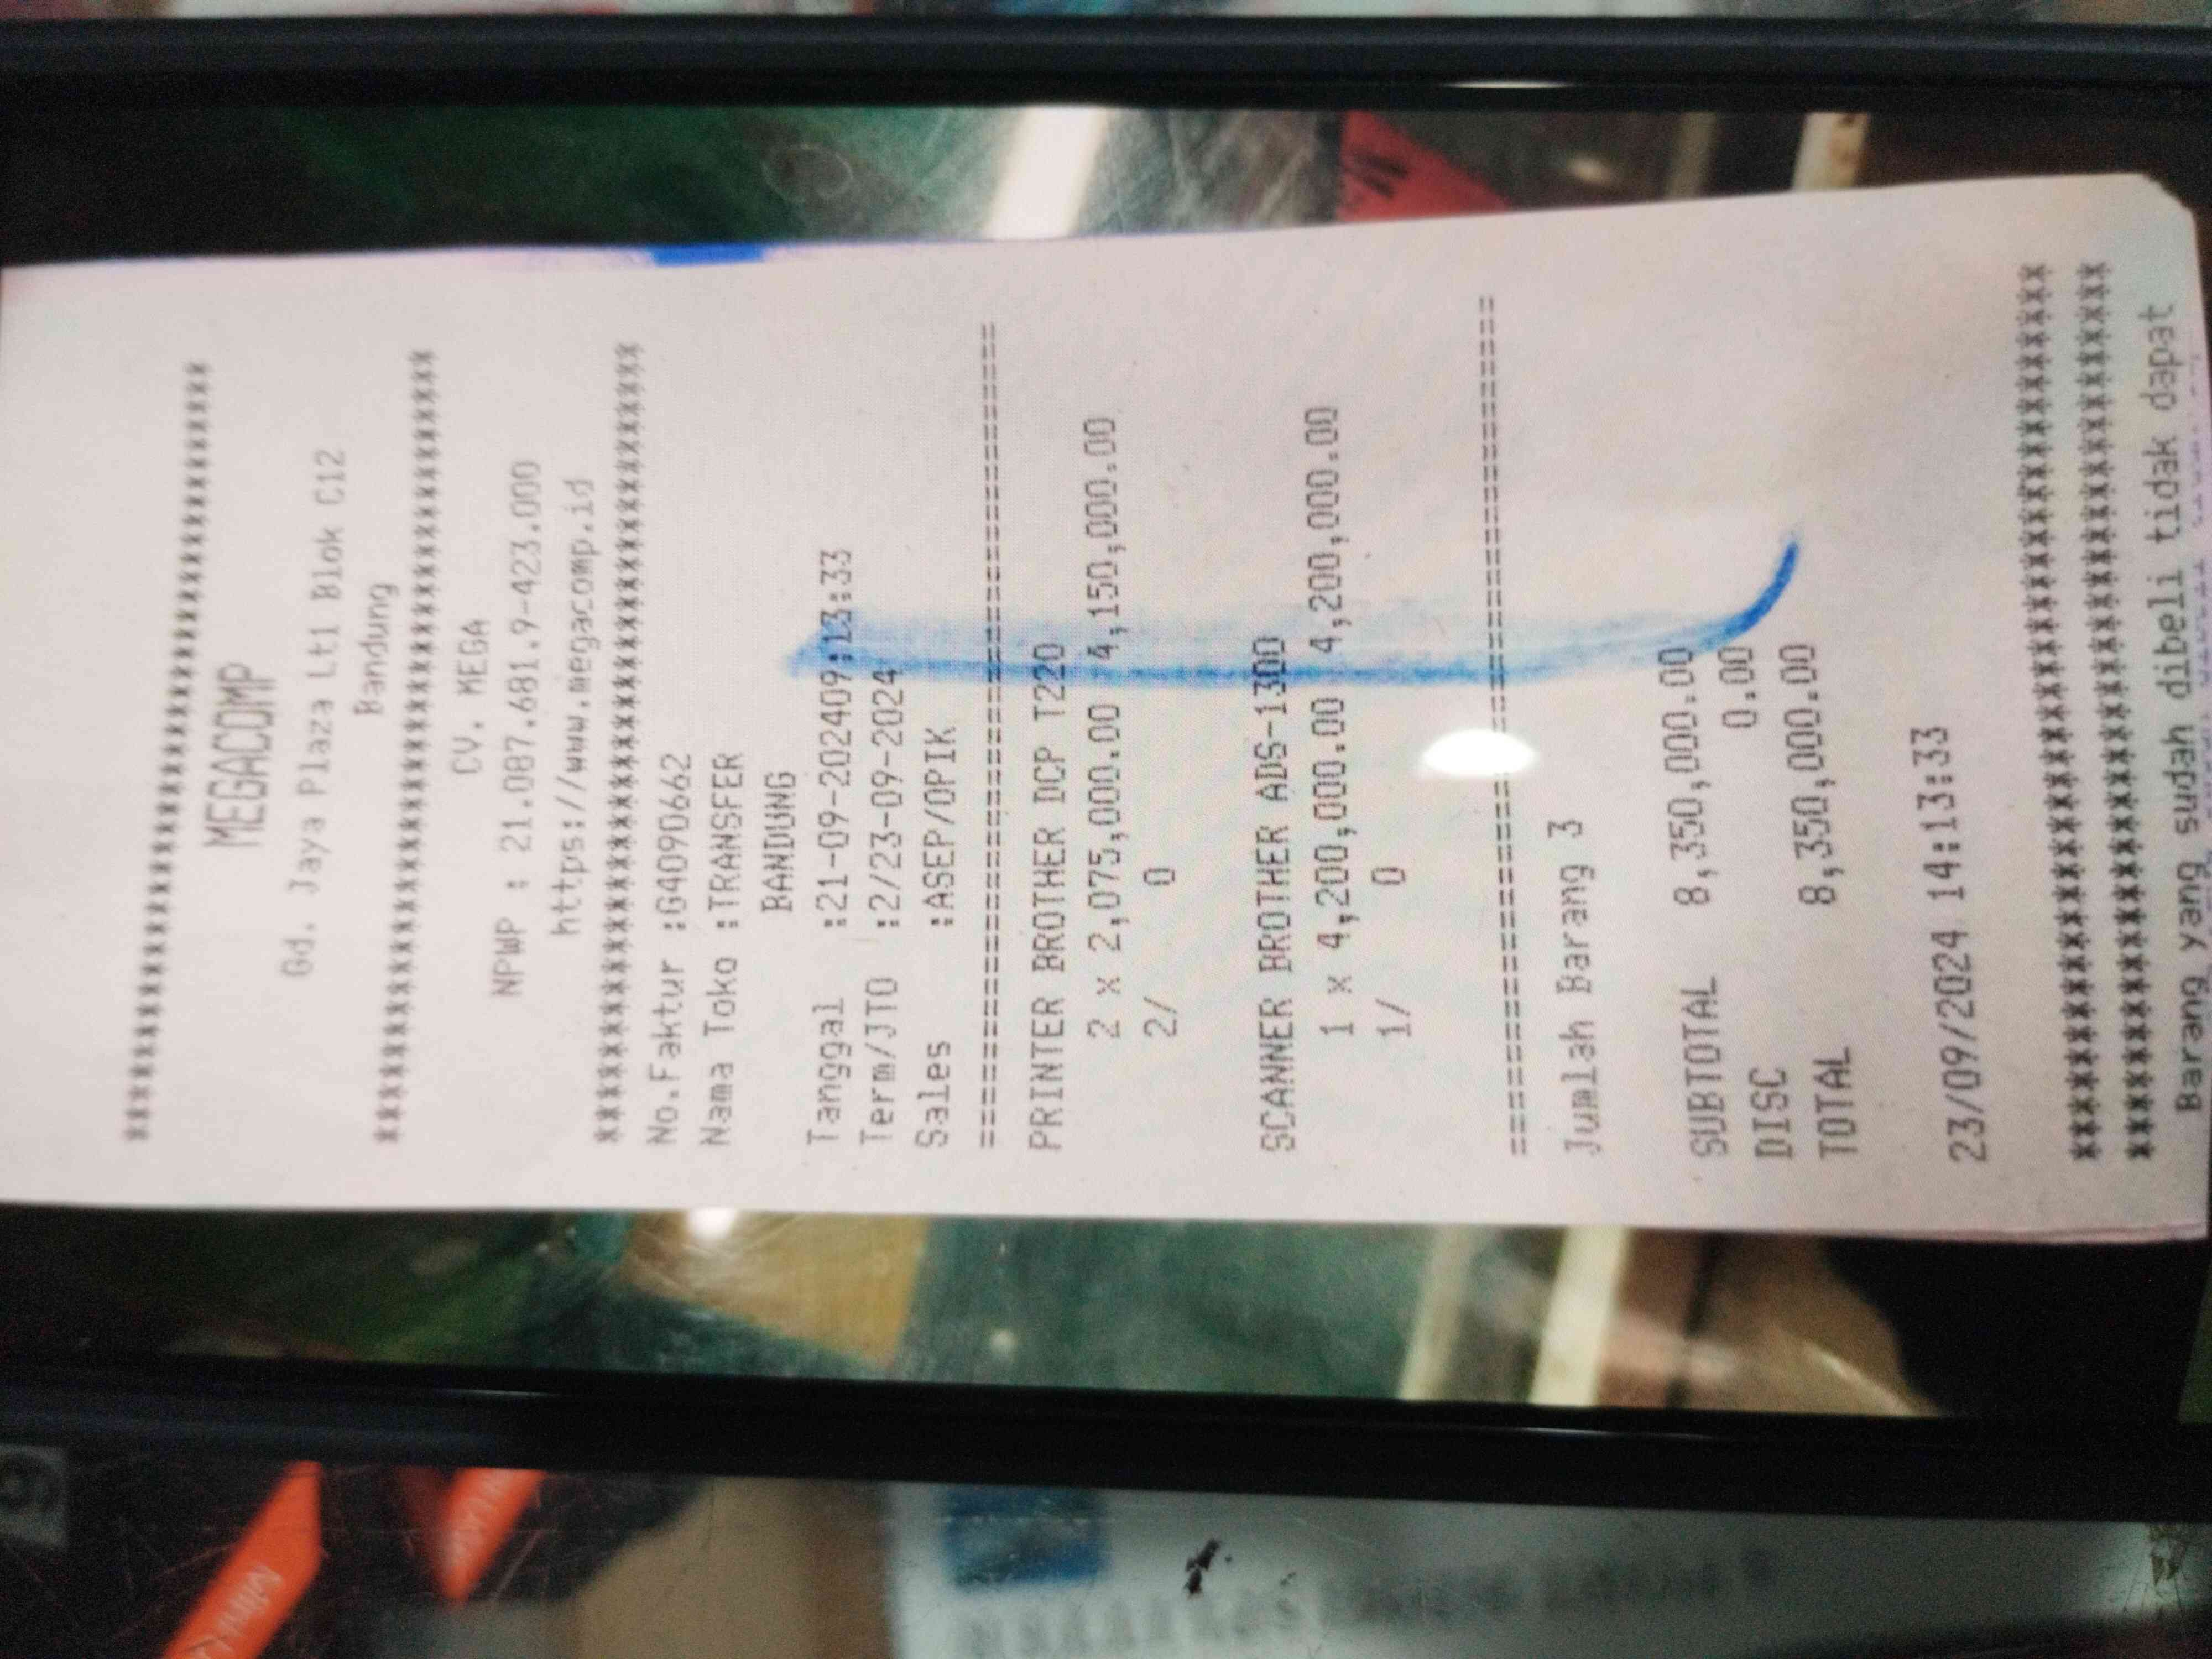 ************************************
MEGACOMP
Gd. Jaya Plaza Lt1 Blok C12
Bandung
************************************
CV. MEGA
NPWP : 21.087.681.9-423.000
https://www.megacomp.id
************************************
No.Faktur :G4090662
Nama Toko :TRANSFER
BANDUNG
Tanggal :21-09-202409:13:33
Term/JTO :2/23-09-2024
Sales :ASEP/OPIK
====================================
PRINTER BROTHER DCP T220
2 x 2,075,000.00 4,150,000.00
2/ 0
SCANNER BROTHER ADS-1300
1 x 4,200,000.00 4,200,000.00
1/ 0
====================================
Jumlah Barang 3
SUBTOTAL 8,350,000.00
DISC 0.00
TOTAL 8,350,000.00
23/09/2024 14:13:33
************************************
************************************
Barang yang sudah dibeli tidak dapat